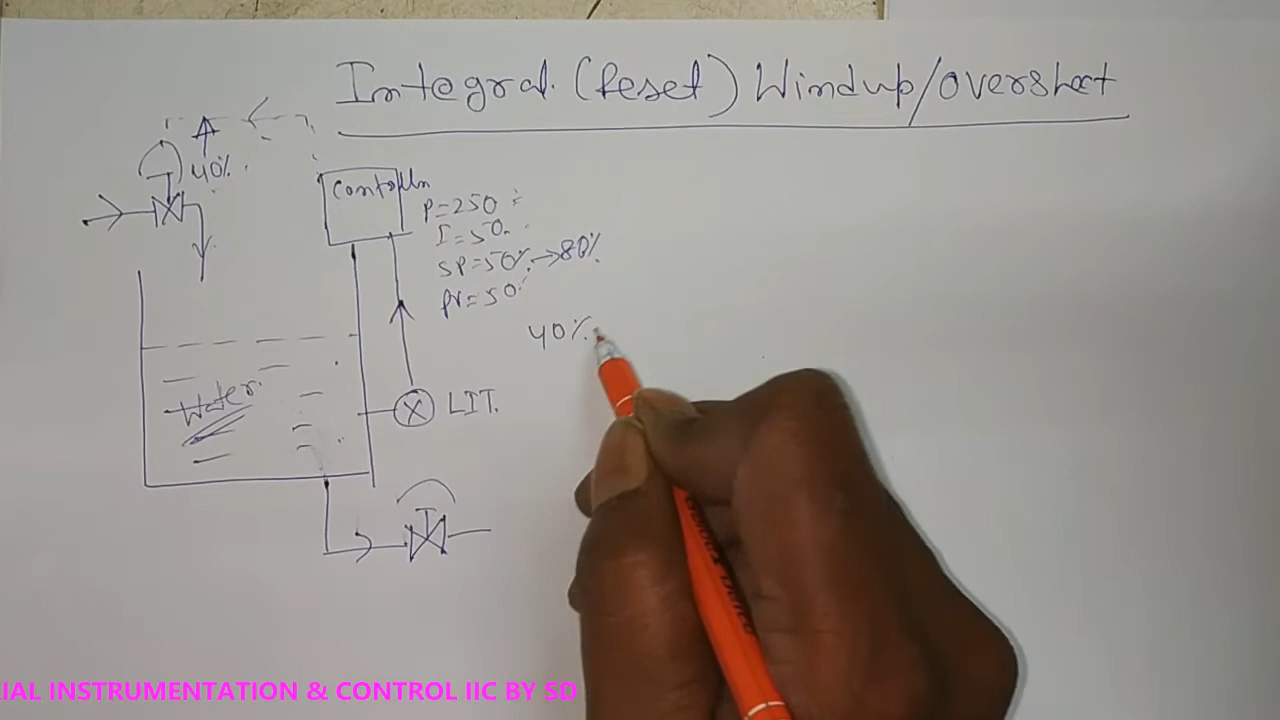 Integral (Reset) Windup/Overshoot
40%
Controlln
P=250
I=50
SP=50% → 80%
PV=50%
40%
Water
LIT.
IAL INSTRUMENTATION & CONTROL IIC BY SD